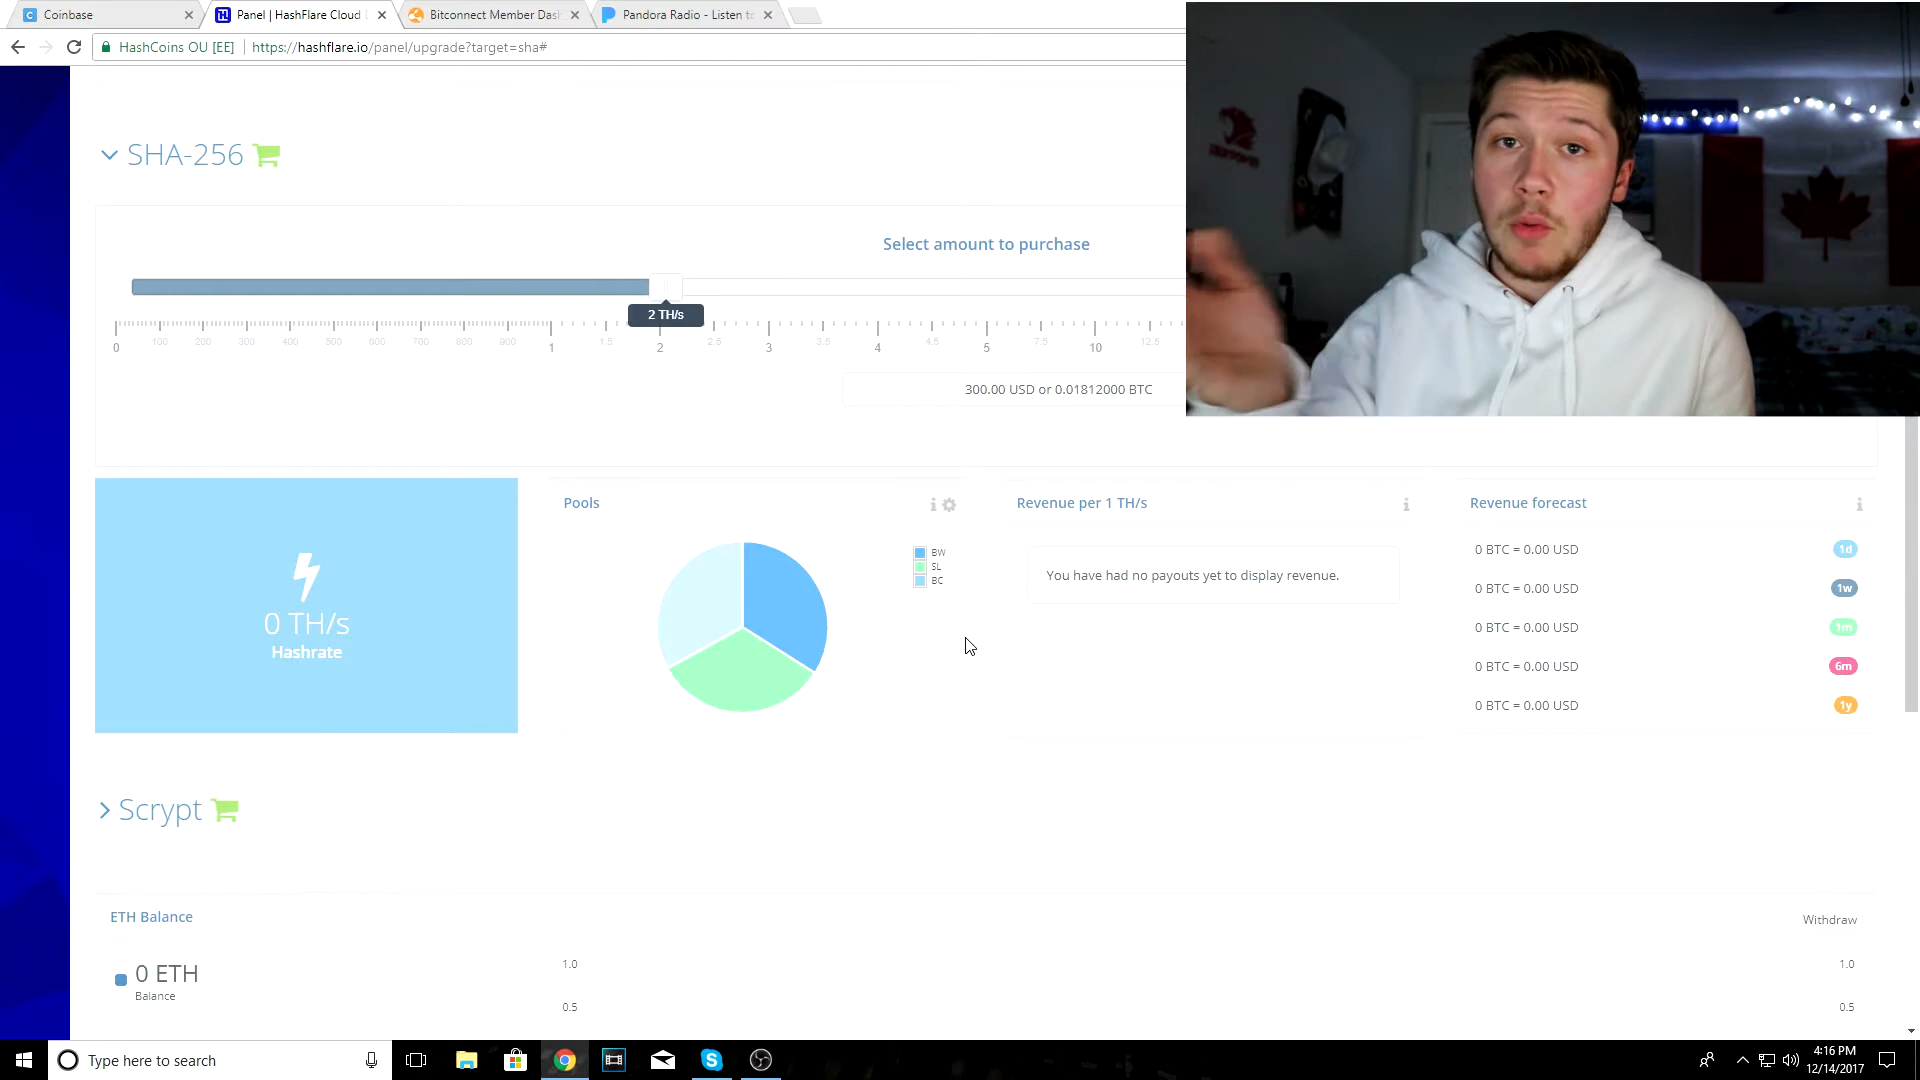 Coinbase
Panel | HashFlare Cloud
Bitconnect Member Das
Pandora Radio - Listen to
HashCoins OU [EE]
https://hashflare.io/panel/upgrade?target=sha#
SHA-256
Select amount to purchase
2 TH/s
100 200 300 400 500 600 700 800 900 1.5 2.5 3.5 4.5 7.5 12.5
0 1 2 3 4 5 10
300.00 USD or 0.01812000 BTC
Pools
BW
SL
BC
0 TH/s
Hashrate
Revenue per 1 TH/s
You have had no payouts yet to display revenue.
Revenue forecast
0 BTC = 0.00 USD 1d
0 BTC = 0.00 USD 1w
0 BTC = 0.00 USD 1m
0 BTC = 0.00 USD 6m
0 BTC = 0.00 USD 1y
Scrypt
ETH Balance
Withdraw
0 ETH
Balance
1.0 1.0
0.5 0.5
Type here to search
4:16 PM
12/14/2017